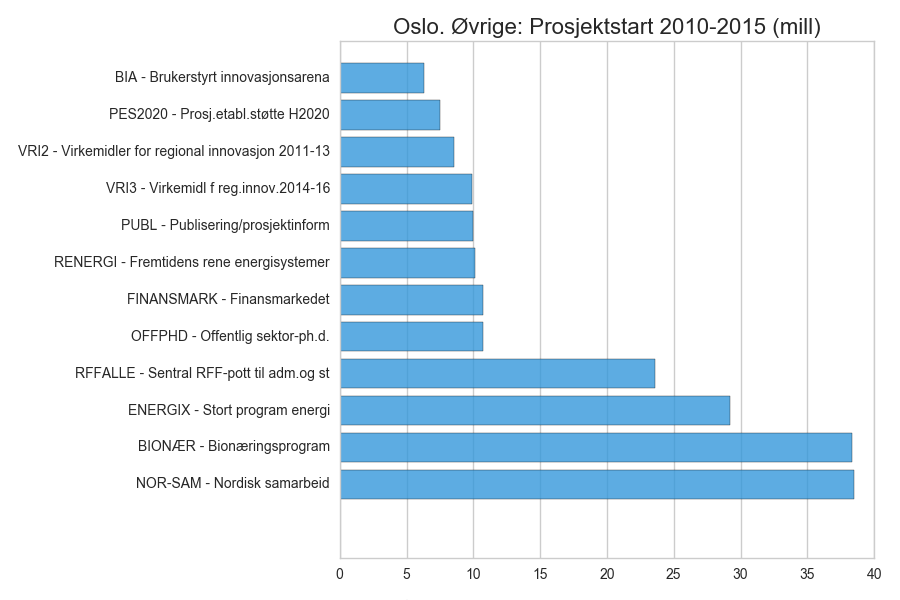 Oslo. Øvrige: Prosjektstart 2010-2015 (mill)
BIA - Brukerstyrt innovasjonsarena
PES2020 - Prosj.etabl.støtte H2020
VRI2 - Virkemidler for regional innovasjon 2011-13
VRI3 - Virkemidl f reg.innov.2014-16
PUBL - Publisering/prosjektinform
RENERGI - Fremtidens rene energisystemer
FINANSMARK - Finansmarkedet
OFFPHD - Offentlig sektor-ph.d.
RFFALLE - Sentral RFF-pott til adm.og st
ENERGIX - Stort program energi
BIONÆR - Bionæringsprogram
NOR-SAM - Nordisk samarbeid
0 5 10 15 20 25 30 35 40